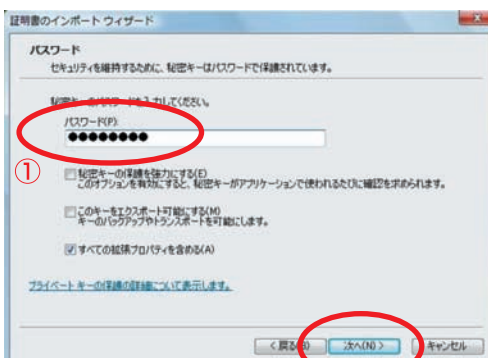 証明書のインポート ウィザード
パスワード
セキュリティを維持するために、秘密キーはパスワードで保護されています。
秘密キーのパスワードを入力してください。
パスワード(P):
●●●●●●●●
①
秘密キーの保護を強力にする(E)
このオプションを有効にすると、秘密キーがアプリケーションで使われるたびに確認を求められます。
このキーをエクスポート可能にする(M)
キーのバックアップやトランスポートを可能にします。
すべての拡張プロパティを含める(A)
プライベート キーの保護の詳細について表示します。
< 戻る(B) 次へ(N) > キャンセル